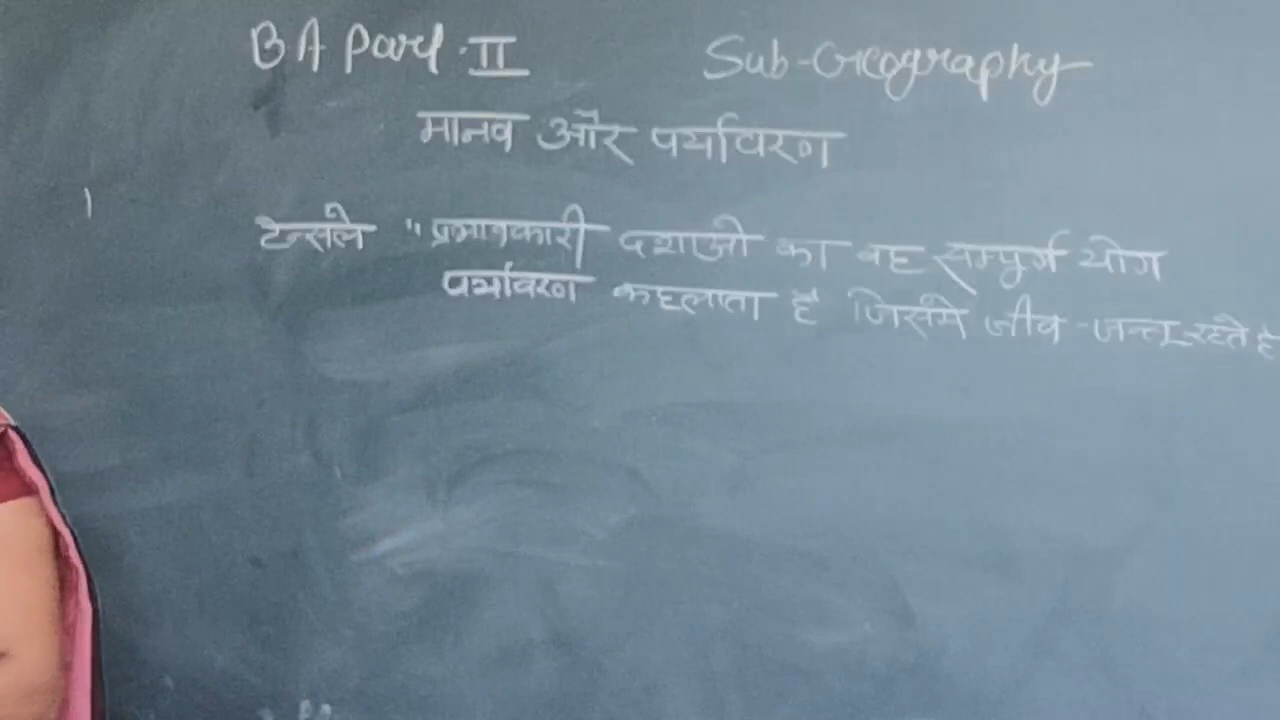 BA Part-II Sub-Geography
मानव और पर्यावरण
टेन्सले "प्रभावकारी दशाओ का वह सम्पूर्ण योग
पर्यावरण कहलाता है जिसमे जीव-जन्तु रहते है